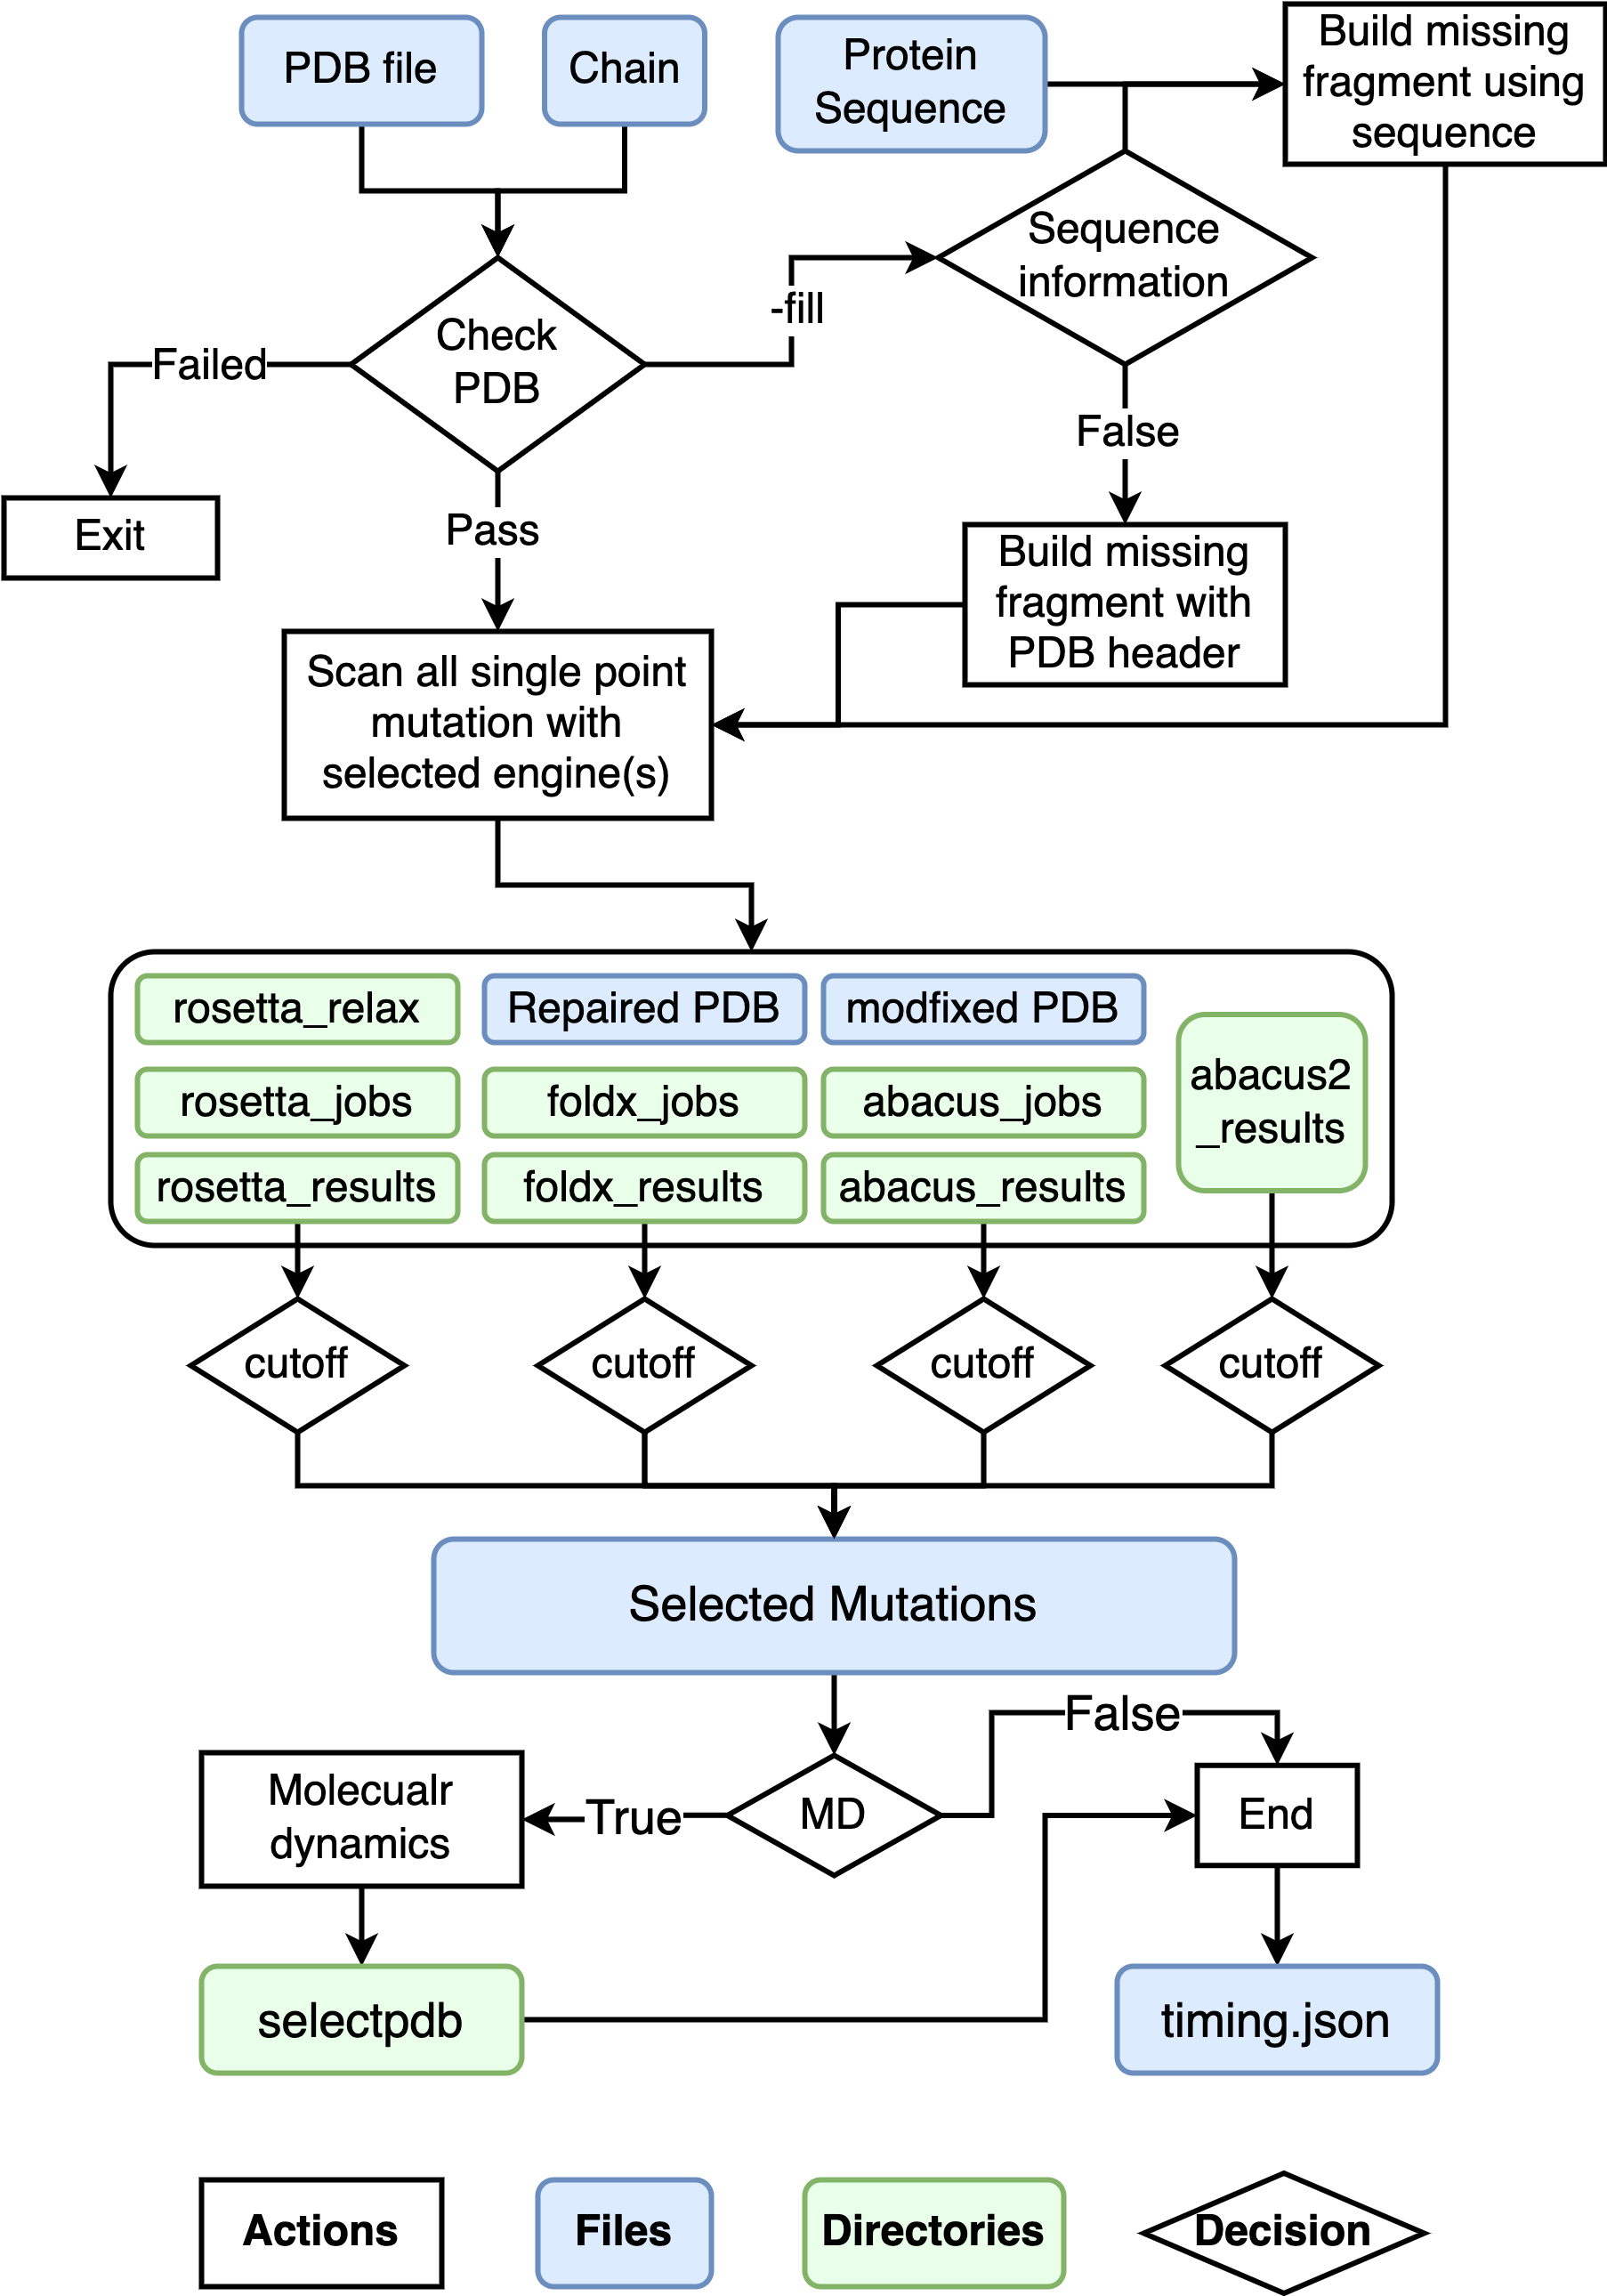 PDB file
Chain
Protein
Sequence
Build missing
fragment using
sequence
Sequence
information
-fill
Check
PDB
Failed
False
Exit
Pass
Build missing
fragment with
PDB header
Scan all single point
mutation with
selected engine(s)
rosetta_relax
Repaired PDB
modfixed PDB
abacus2
_results
rosetta_jobs
foldx_jobs
abacus_jobs
rosetta_results
foldx_results
abacus_results
cutoff
cutoff
cutoff
cutoff
Selected Mutations
False
Molecualr
dynamics
True
MD
End
selectpdb
timing.json
Actions
Files
Directories
Decision